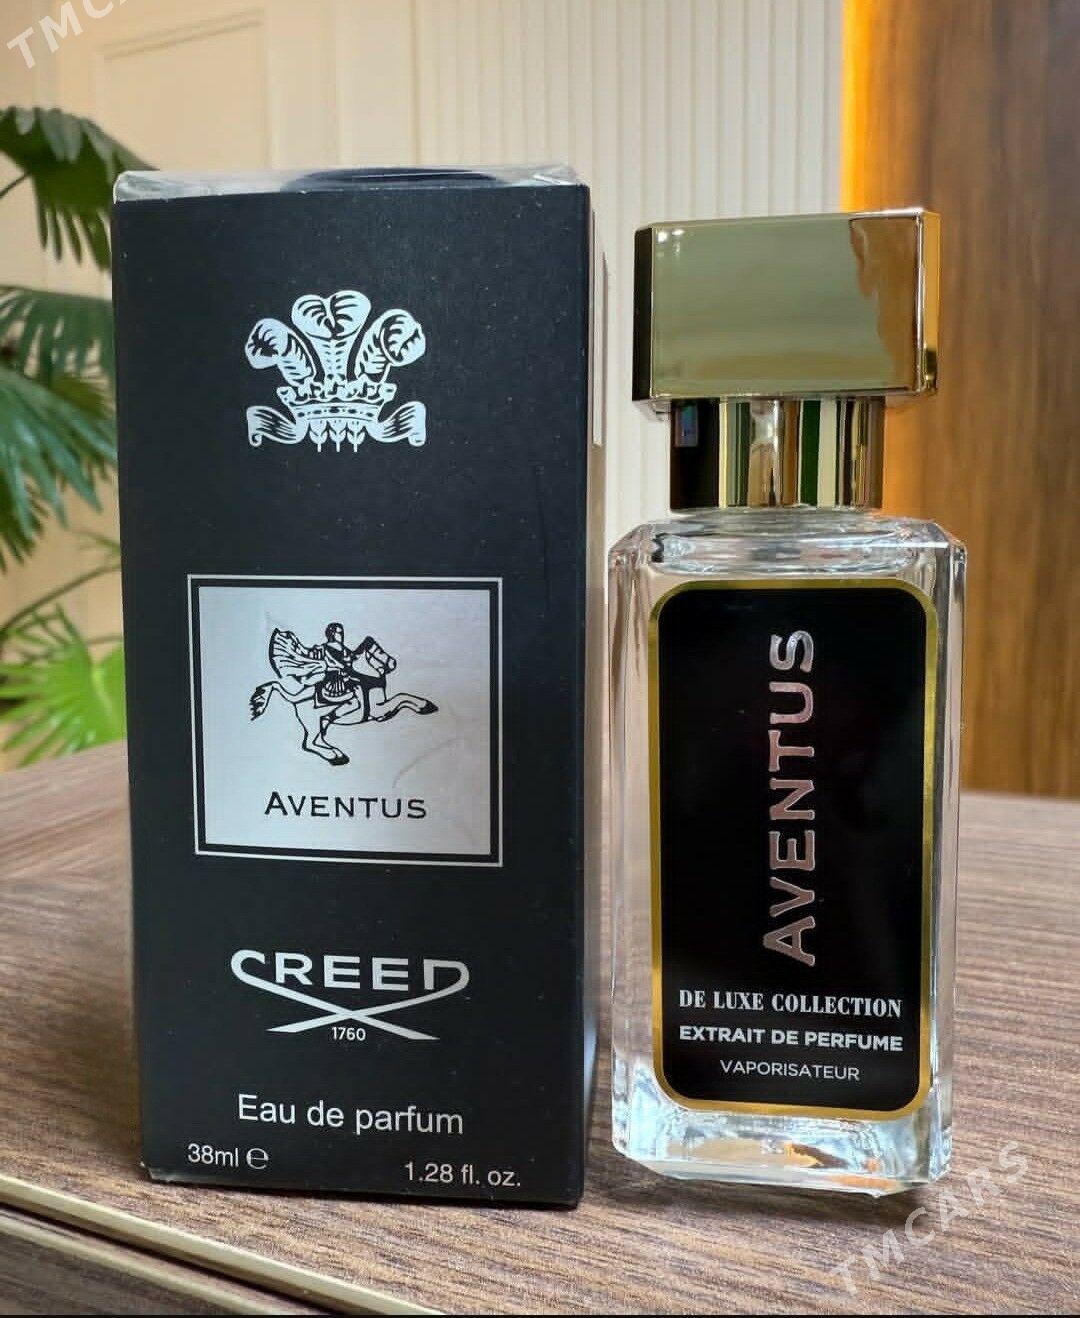 TMCARS
AVENTUS
CREED
1760
Eau de parfum
38ml ℮
1.28 fl. oz.
AVENTUS
DE LUXE COLLECTION
EXTRAIT DE PERFUME
VAPORISATEUR
TMCARS